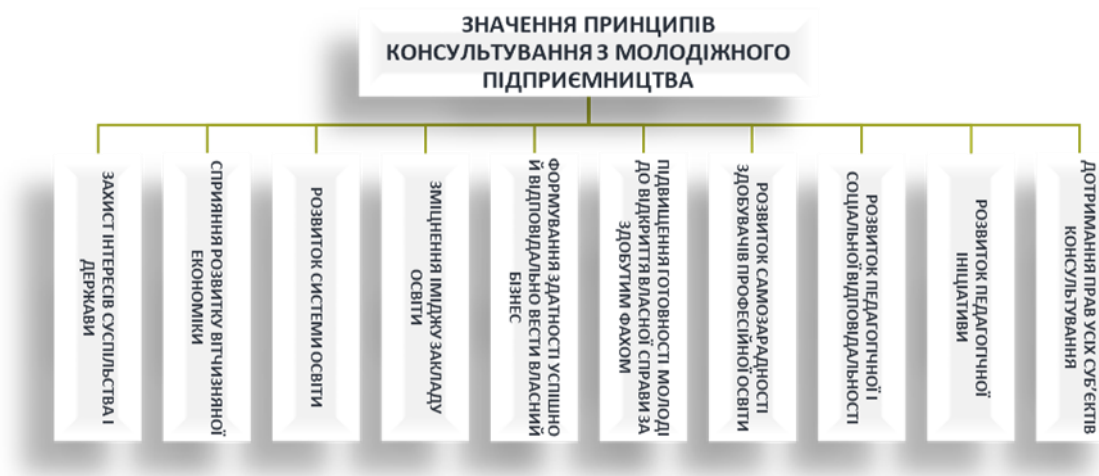 ЗНАЧЕННЯ ПРИНЦИПІВ
КОНСУЛЬТУВАННЯ З МОЛОДІЖНОГО
ПІДПРИЄМНИЦТВА
ЗАХИСТ ІНТЕРЕСІВ СУСПІЛЬСТВА І
ДЕРЖАВИ
СПРИЯННЯ РОЗВИТКУ ВІТЧИЗНЯНОЇ
ЕКОНОМІКИ
РОЗВИТОК СИСТЕМИ ОСВІТИ
ЗМІЦНЕННЯ ІМІДЖУ ЗАКЛАДУ
ОСВІТИ
ФОРМУВАННЯ ЗДАТНОСТІ УСПІШНО
Й ВІДПОВІДАЛЬНО ВЕСТИ ВЛАСНИЙ
БІЗНЕС
ПІДВИЩЕННЯ ГОТОВНОСТІ МОЛОДІ
ДО ВІДКРИТТЯ ВЛАСНОЇ СПРАВИ ЗА
ЗДОБУТИМ ФАХОМ
РОЗВИТОК САМОЗАРАДНОСТІ
ЗДОБУВАЧІВ ПРОФЕСІЙНОЇ ОСВІТИ
РОЗВИТОК ПЕДАГОГІЧНОЇ І
СОЦІАЛЬНОЇ ВІДПОВІДАЛЬНОСТІ
РОЗВИТОК ПЕДАГОГІЧНОЇ
ІНІЦІАТИВИ
ДОТРИМАННЯ ПРАВ УСІХ СУБ'ЄКТІВ
КОНСУЛЬТУВАННЯ